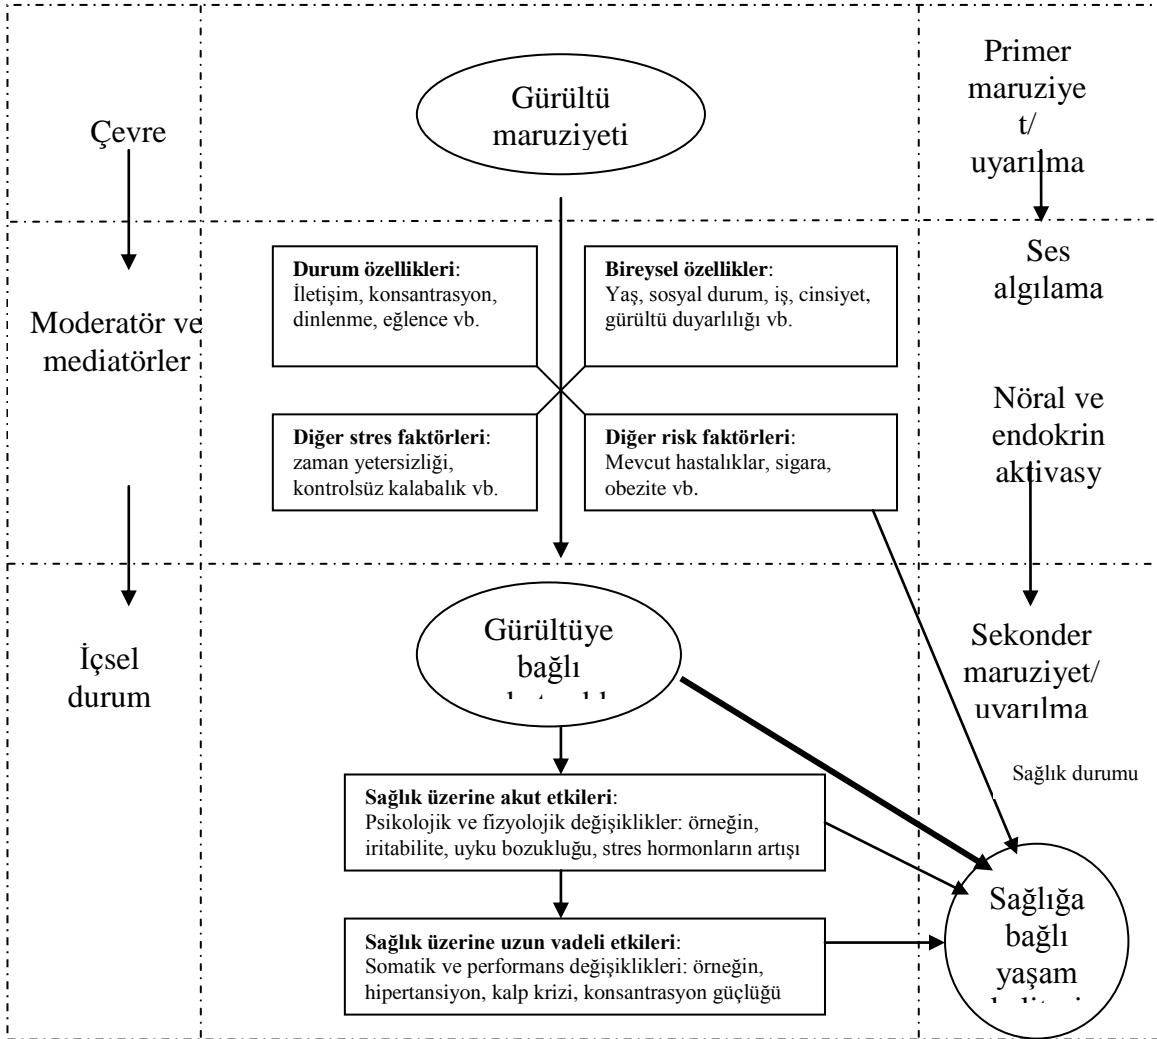 Çevre
Gürültü
maruziyeti
Primer
maruziye
t/
uyarılma
Moderatör ve
mediatörler
Durum özellikleri:
İletişim, konsantrasyon,
dinlenme, eğlence vb.
Bireysel özellikler:
Yaş, sosyal durum, iş, cinsiyet,
gürültü duyarlılığı vb.
Diğer stres faktörleri:
zaman yetersizliği,
kontrolsüz kalabalık vb.
Diğer risk faktörleri:
Mevcut hastalıklar, sigara,
obezite vb.
Ses
algılama
Nöral ve
endokrin
aktivasy
İçsel
durum
Gürültüye
bağlı
Sekonder
maruziyet/
uyarılma
Sağlık durumu
Sağlık üzerine akut etkileri:
Psikolojik ve fizyolojik değişiklikler: örneğin,
iritabilite, uyku bozukluğu, stres hormonların artışı
Sağlık üzerine uzun vadeli etkileri:
Somatik ve performans değişiklikleri: örneğin,
hipertansiyon, kalp krizi, konsantrasyon güçlüğü
Sağlığa
bağlı
yaşam